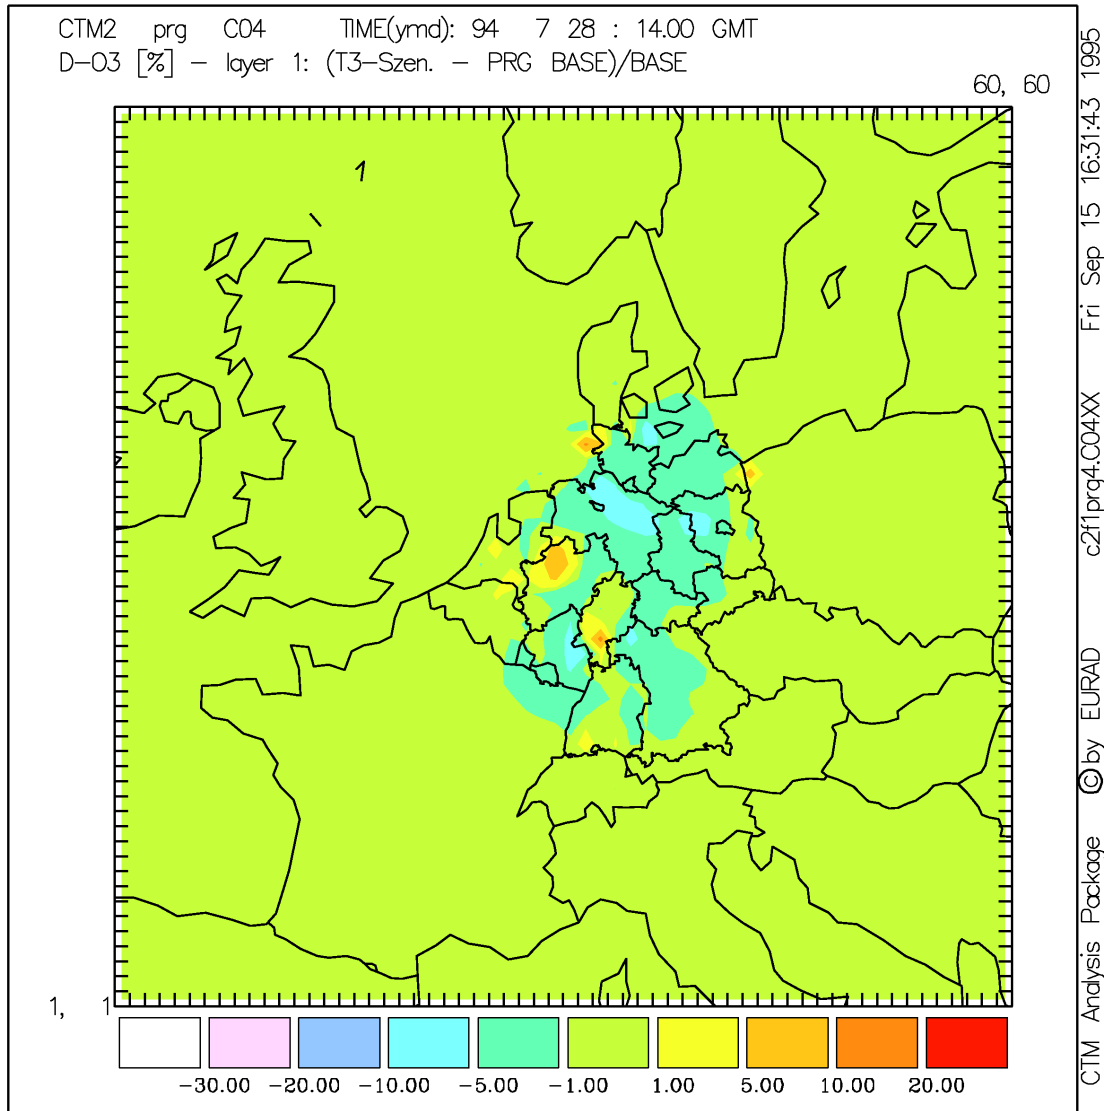 CTM2 prg C04 TIME(ymd): 94 7 28 : 14.00 GMT
D-O3 [%] - layer 1: (T3-Szen. - PRG BASE)/BASE
60, 60
1
1, 1
-30.00 -20.00 -10.00 -5.00 -1.00 1.00 5.00 10.00 20.00
CTM Analysis Package © by EURAD c2f1prq4.C04XX Fri Sep 15 16:31:43 1995